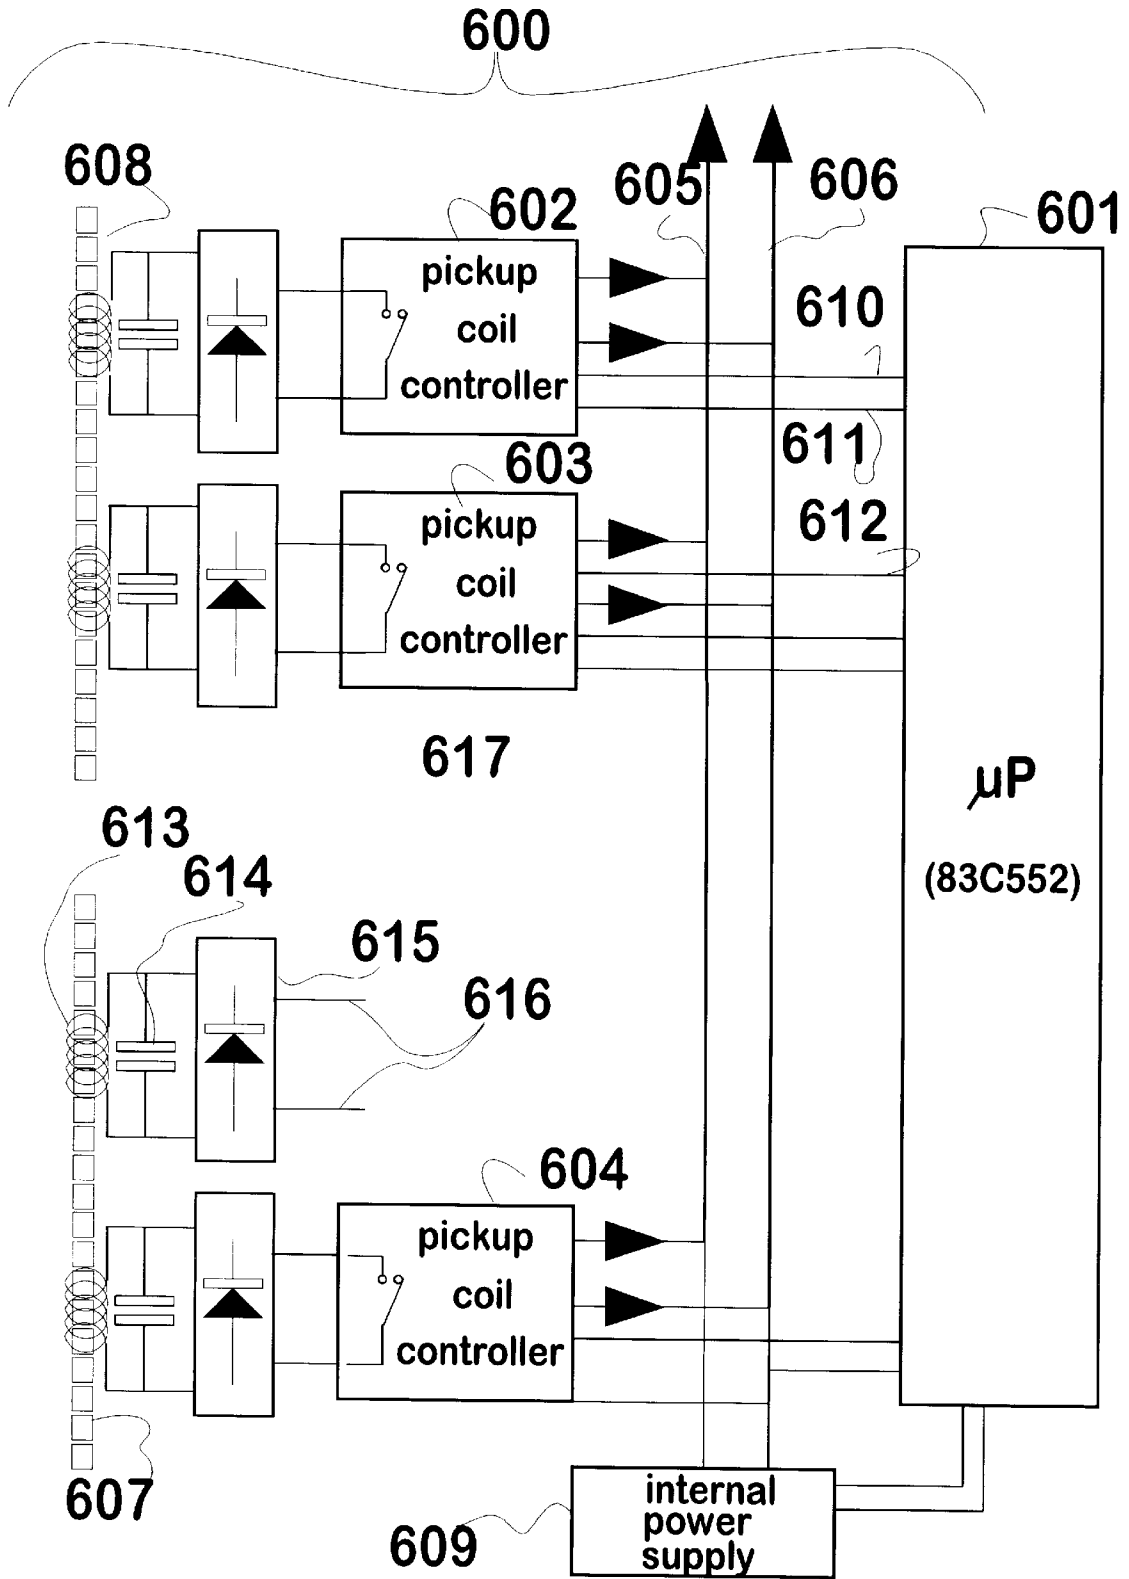 600
608
605
606
602
601
pickup
coil
controller
610
611
603
pickup
coil
controller
612
617
µP
(83C552)
613
614
615
616
604
pickup
coil
controller
607
609
internal
power
supply